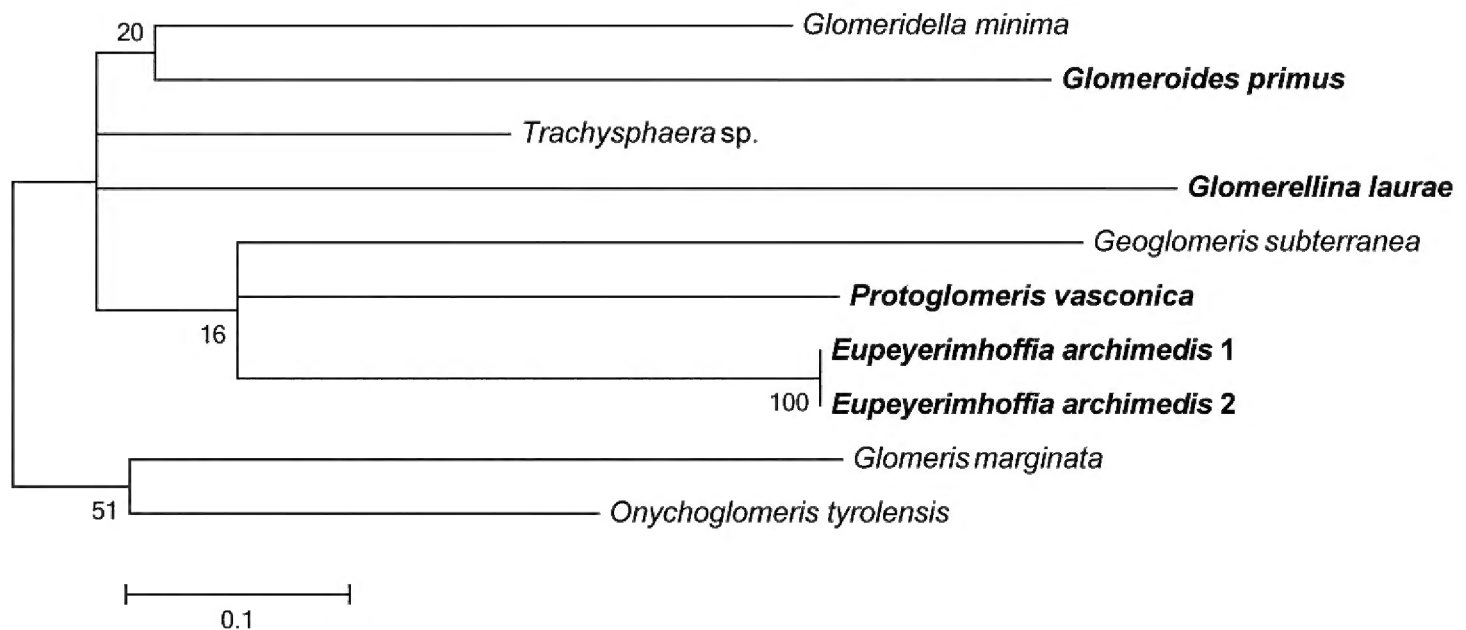 20
Glomeridella minima
Glomeroides primus
Trachysphaera sp.
Glomerellina laurae
Geoglomeris subterranea
Protoglomeris vasconica
16
Eupeyerimhoffia archimedis 1
100
Eupeyerimhoffia archimedis 2
Glomeris marginata
51
Onychoglomeris tyrolensis
0.1